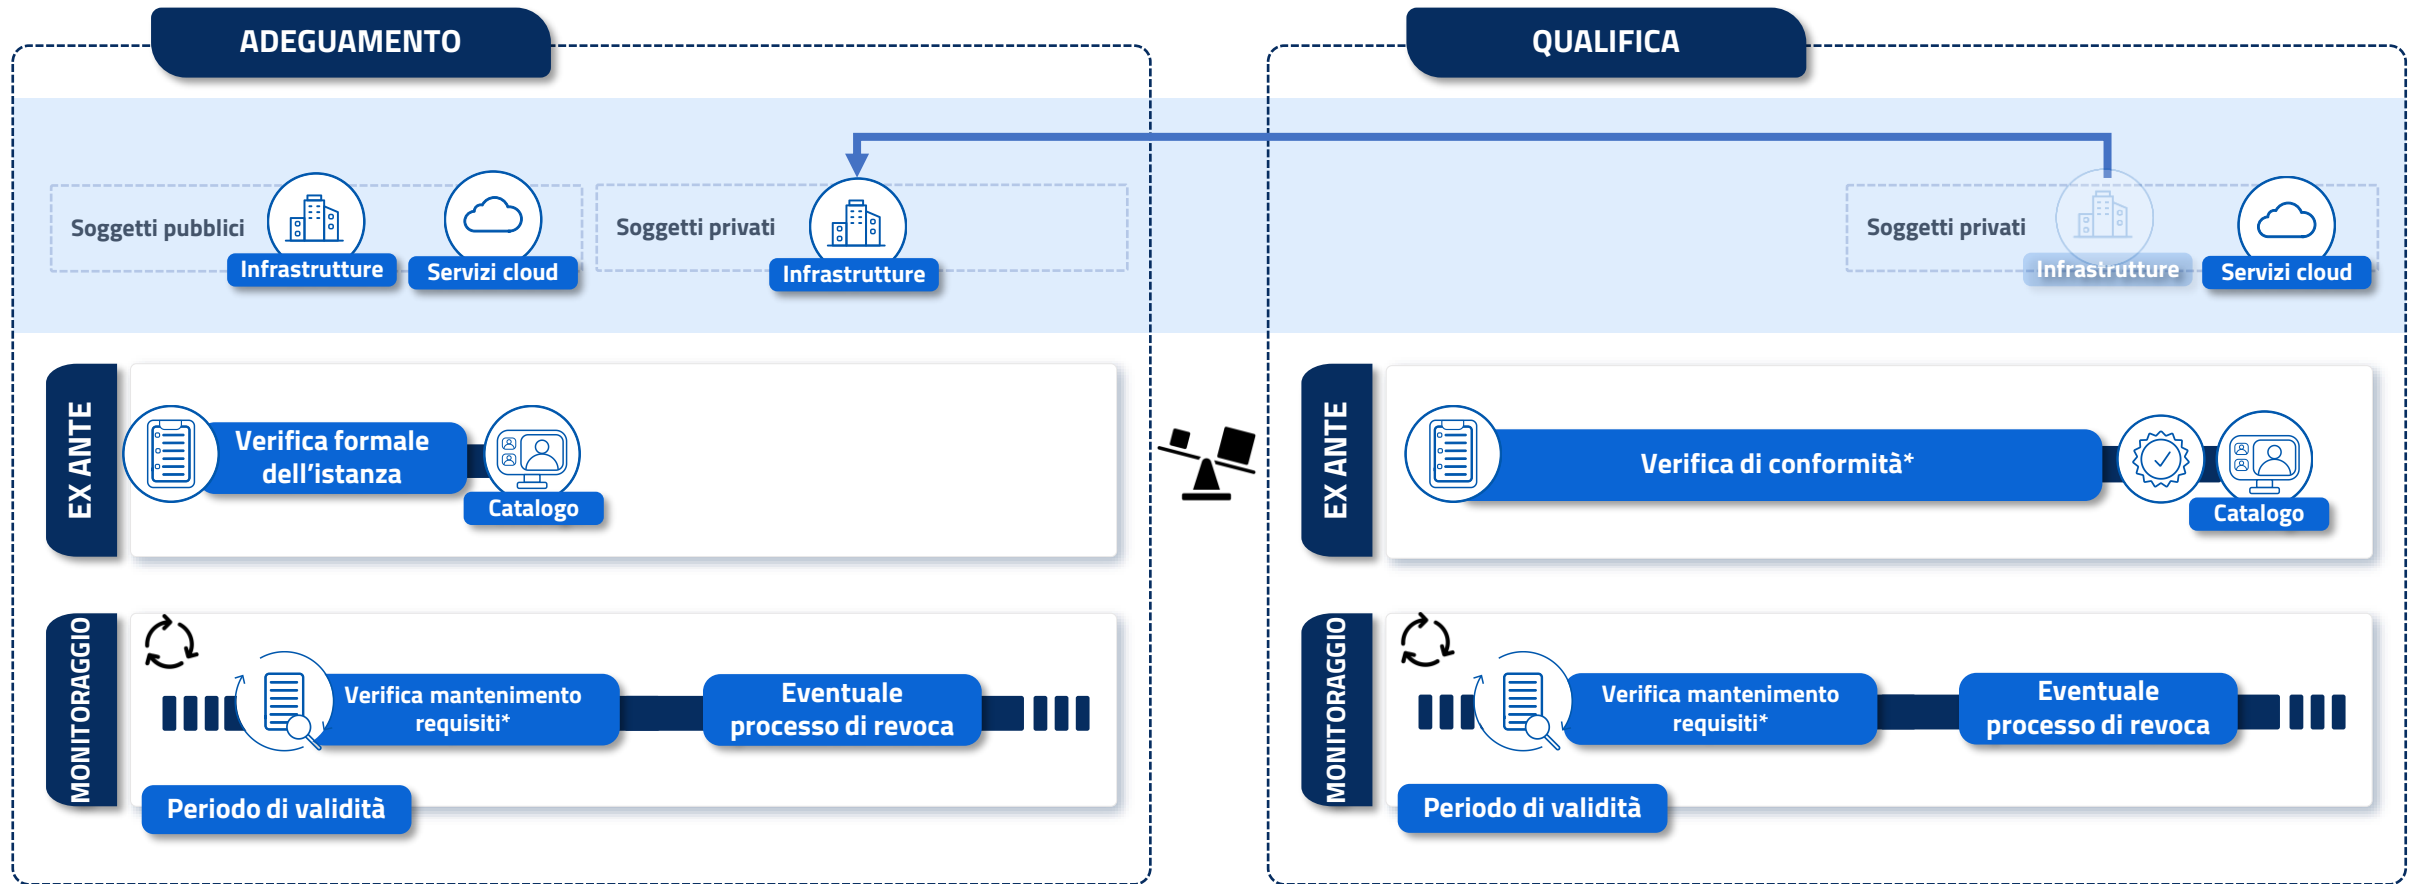 ADEGUAMENTO
Soggetti pubblici
Infrastrutture
Servizi cloud
Soggetti privati
Infrastrutture
EX ANTE
Verifica formale
dell’istanza
Catalogo
MONITORAGGIO
Verifica mantenimento
requisiti*
Eventuale
processo di revoca
Periodo di validità
QUALIFICA
Soggetti privati
Infrastrutture
Servizi cloud
EX ANTE
Verifica di conformità*
Catalogo
MONITORAGGIO
Verifica mantenimento
requisiti*
Eventuale
processo di revoca
Periodo di validità